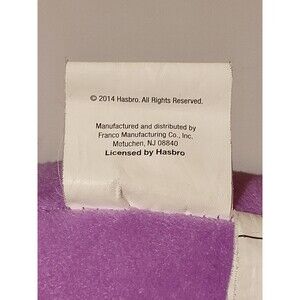 © 2014 Hasbro. All Rights Reserved.
Manufactured and distributed by
Franco Manufacturing Co., Inc,
Metuchen, NJ 08840
Licensed by Hasbro